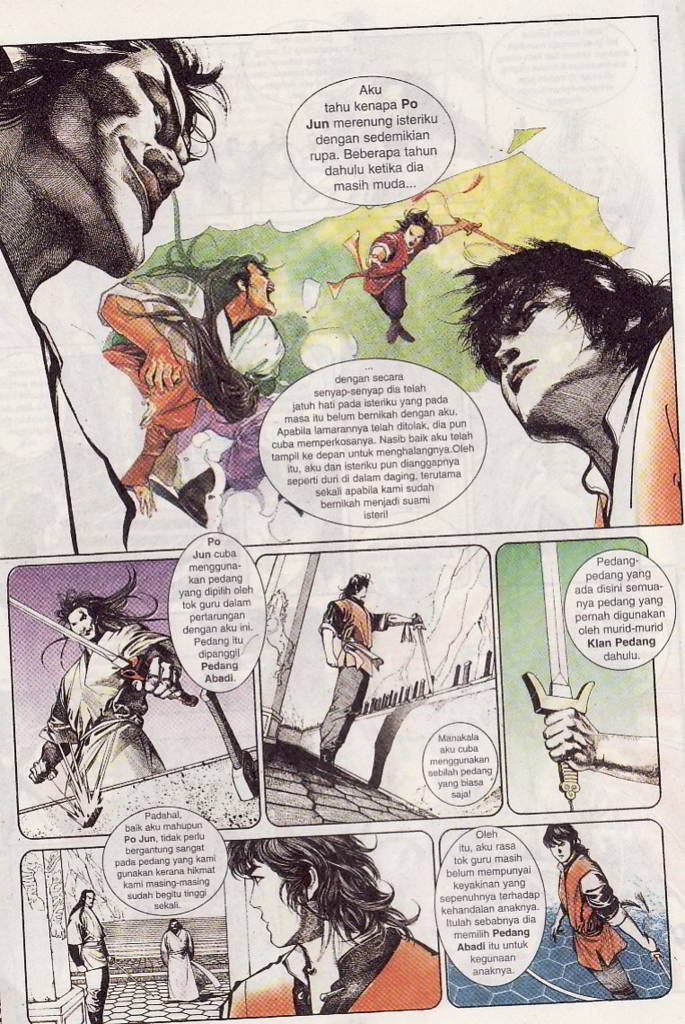 Aku
tahu kenapa Po
Jun merenung isteriku
dengan sedemikian
rupa. Beberapa tahun
dahulu ketika dia
masih muda...
...
dengan secara
senyap-senyap dia telah
jatuh hati pada isteriku yang pada
masa itu belum bernikah dengan aku.
Apabila lamarannya telah ditolak, dia pun
cuba memperkosanya. Nasib baik aku telah
tampil ke depan untuk menghalangnya.Oleh
itu, aku dan isteriku pun dianggapnya
seperti duri di dalam daging, terutama
sekali apabila kami sudah
bernikah menjadi suami
isteri!
Po
Jun cuba
mengguna-
kan pedang
yang dipilih oleh
tok guru dalam
pertarungan
dengan aku ini.
Pedang itu
dipanggil
Pedang
Abadi.
Manakala
aku cuba
menggunakan
sebilah pedang
yang biasa
saja!
Pedang-
pedang yang
ada disini semua-
nya pedang yang
pernah digunakan
oleh murid-murid
Klan Pedang
dahulu.
Padahal,
baik aku mahupun
Po Jun, tidak perlu
bergantung sangat
pada pedang yang kami
gunakan kerana hikmat
kami masing-masing
sudah begitu tinggi
sekali.
Oleh
itu, aku rasa
tok guru masih
belum mempunyai
keyakinan yang
sepenuhnya terhadap
kehandalan anaknya.
Itulah sebabnya dia
memilih Pedang
Abadi itu untuk
kegunaan
anaknya.